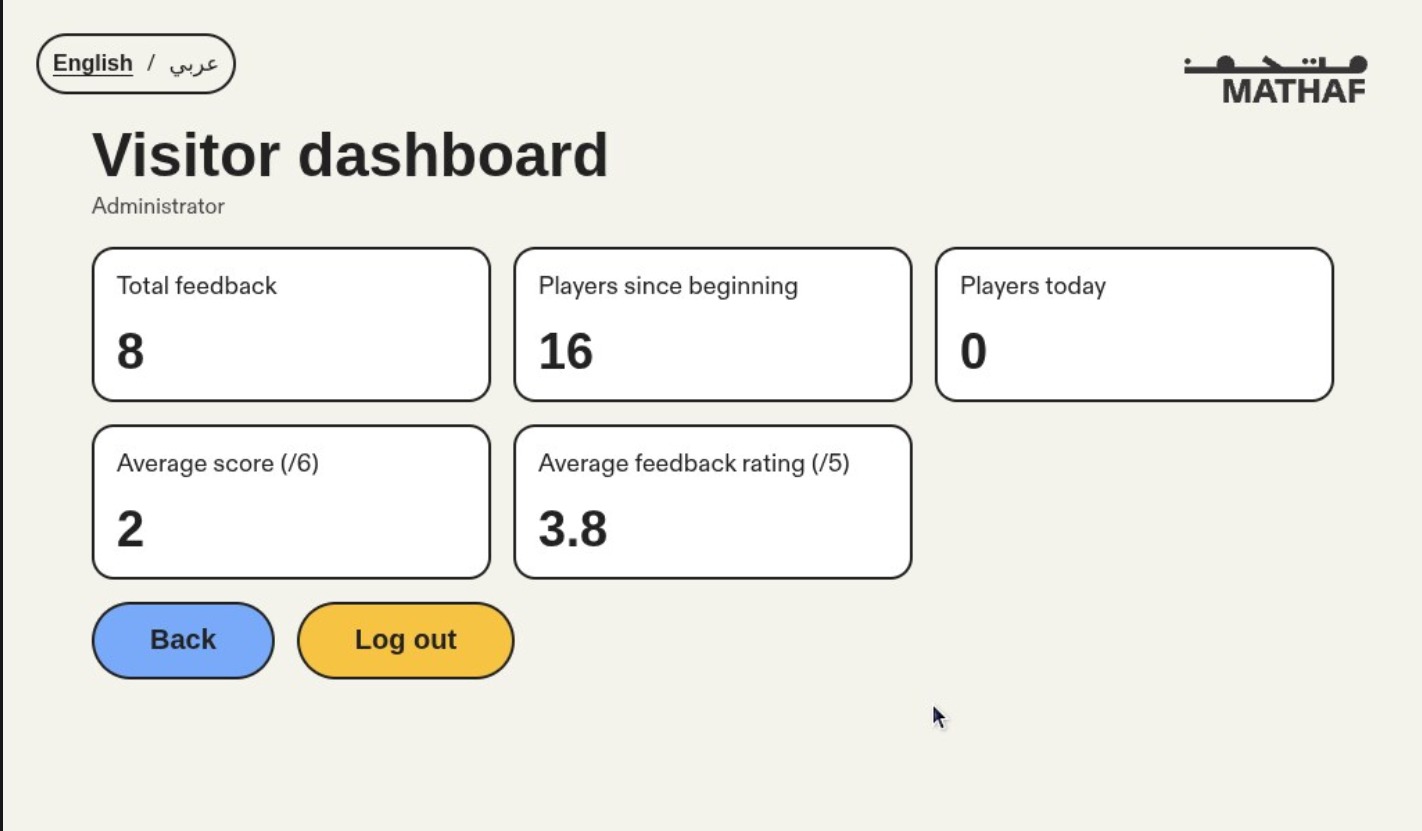 English / عربي
متحف
MATHAF
Visitor dashboard
Administrator
Total feedback
8
Players since beginning
16
Players today
0
Average score (/6)
2
Average feedback rating (/5)
3.8
Back
Log out